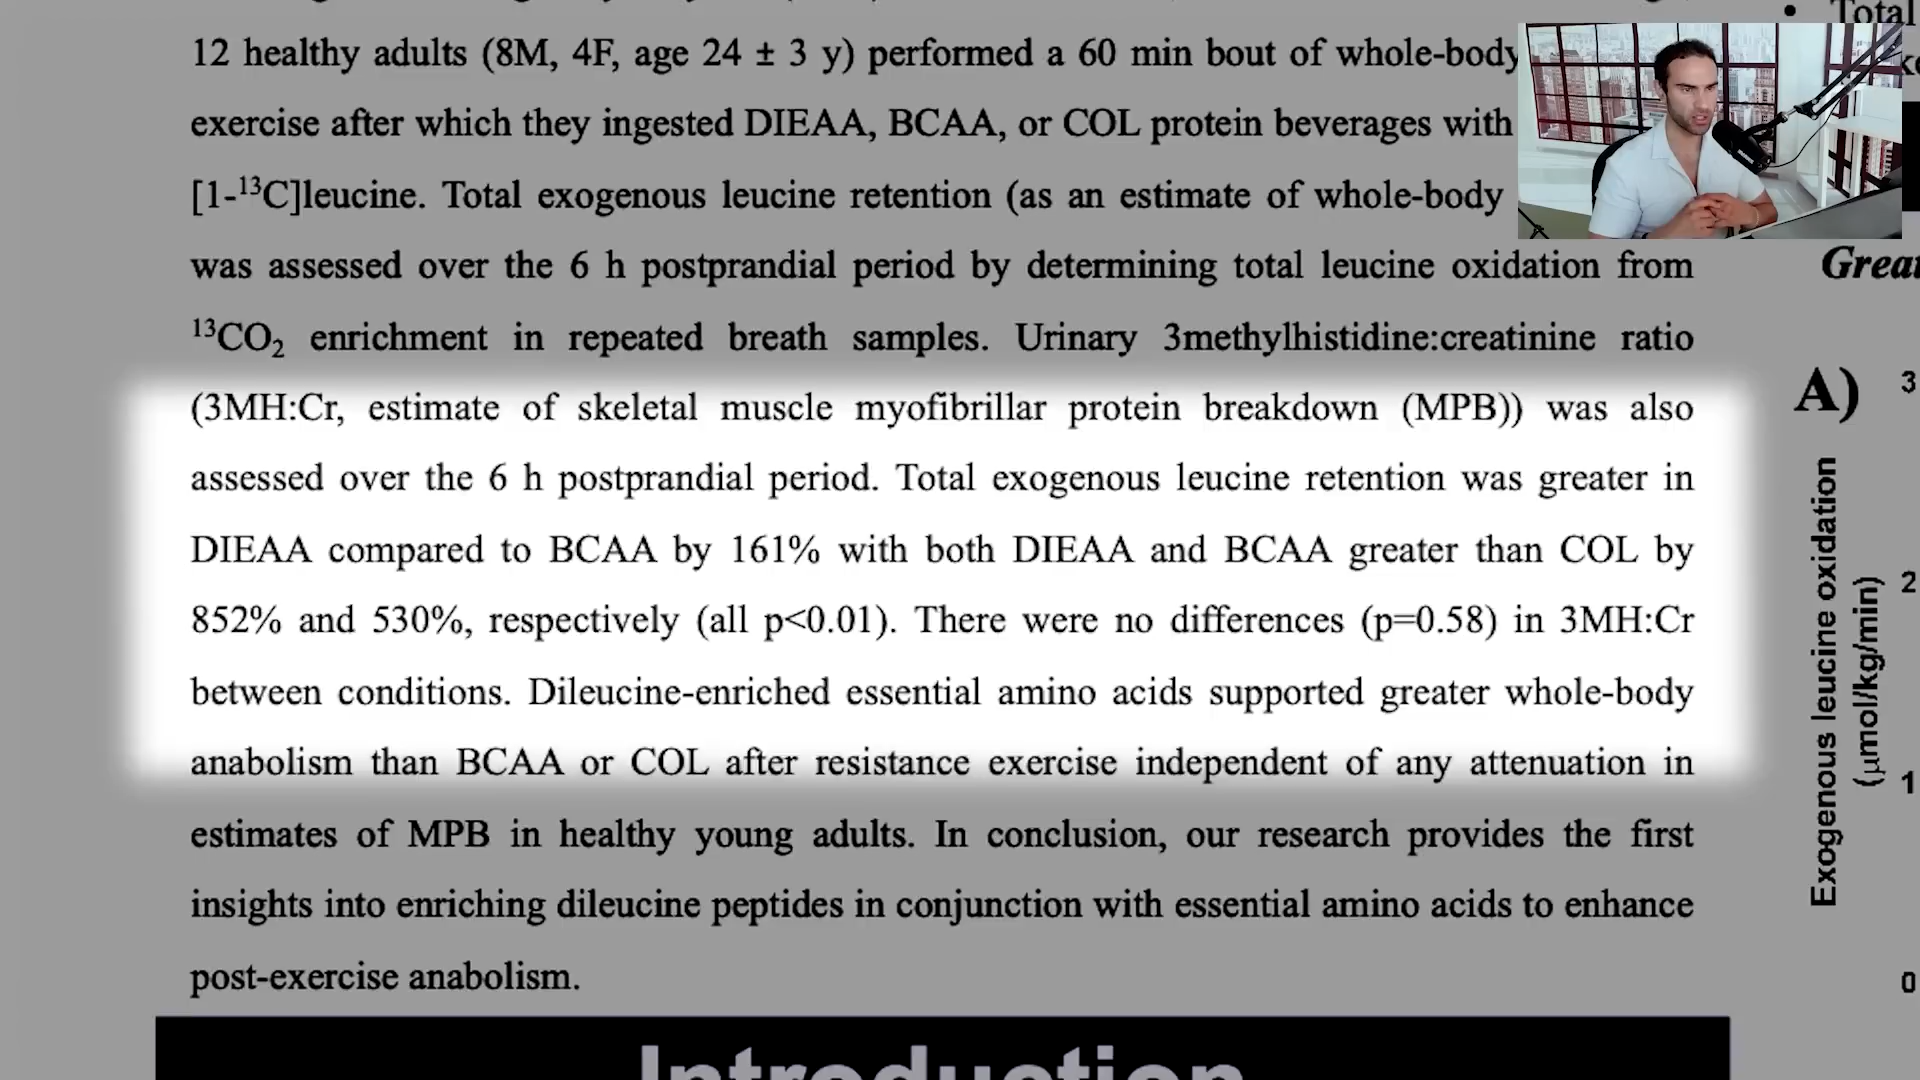 12 healthy adults (8M, 4F, age 24 ± 3 y) performed a 60 min bout of whole-body
exercise after which they ingested DIEAA, BCAA, or COL protein beverages with
[1-¹³C]leucine. Total exogenous leucine retention (as an estimate of whole-body
was assessed over the 6 h postprandial period by determining total leucine oxidation from
¹³CO₂ enrichment in repeated breath samples. Urinary 3methylhistidine:creatinine ratio
(3MH:Cr, estimate of skeletal muscle myofibrillar protein breakdown (MPB)) was also
assessed over the 6 h postprandial period. Total exogenous leucine retention was greater in
DIEAA compared to BCAA by 161% with both DIEAA and BCAA greater than COL by
852% and 530%, respectively (all p<0.01). There were no differences (p=0.58) in 3MH:Cr
between conditions. Dileucine-enriched essential amino acids supported greater whole-body
anabolism than BCAA or COL after resistance exercise independent of any attenuation in
estimates of MPB in healthy young adults. In conclusion, our research provides the first
insights into enriching dileucine peptides in conjunction with essential amino acids to enhance
post-exercise anabolism.
Introduction
• Total
Great
A)
Exogenous leucine oxidation
(μmol/kg/min)
3
2
1
0